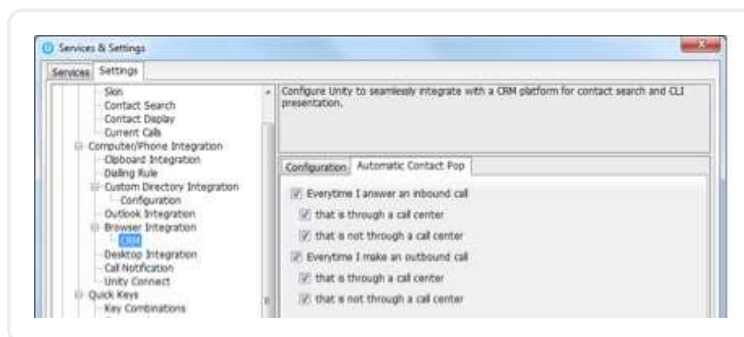 Services & Settings
Services Settings
Skin
Contact Search
Contact Display
Current Calls
Computer/Phone Integration
Clipboard Integration
Dialing Rule
Custom Directory Integration
Configuration
Outlook Integration
Browser Integration
CRM
Desktop Integration
Call Notification
Unity Connect
Quick Keys
Key Combinations
Configure Unity to seamlessly integrate with a CRM platform for contact search and CLI
presentation.
Configuration Automatic Contact Pop
Everytime I answer an inbound call
that is through a call center
that is not through a call center
Everytime I make an outbound call
that is through a call center
that is not through a call center